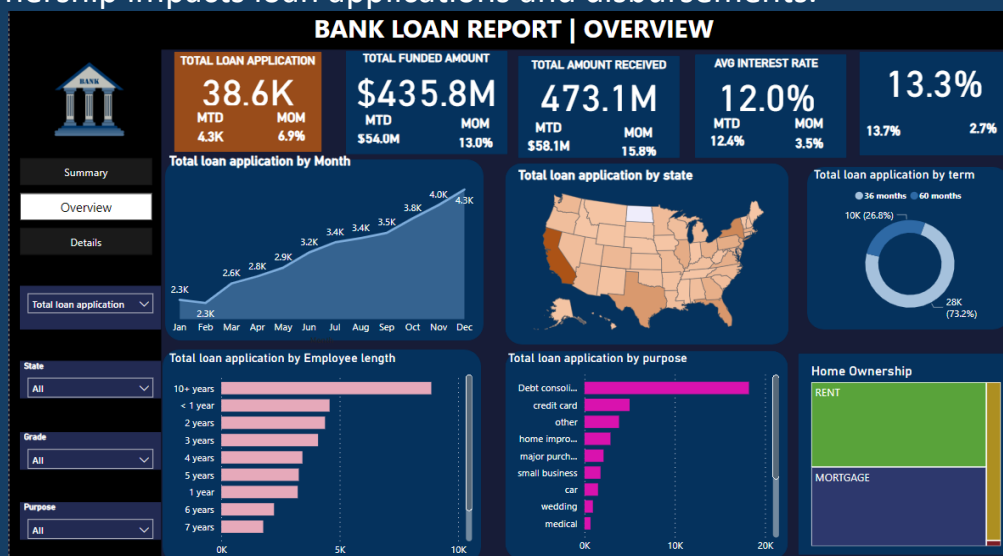 nership impacts loan applications and disbursements.
BANK LOAN REPORT | OVERVIEW
BANK
TOTAL LOAN APPLICATION
38.6K
MTD MOM
4.3K 6.9%
TOTAL FUNDED AMOUNT
$435.8M
MTD MOM
$54.0M 13.0%
TOTAL AMOUNT RECEIVED
473.1M
MTD MOM
$58.1M 15.8%
AVG INTEREST RATE
12.0%
MTD MOM
12.4% 3.5%
13.3%
13.7% 2.7%
Summary
Overview
Details
Total loan application
State
All
Grade
All
Purpose
All
Total loan application by Month
2.3K
2.3K
2.6K
2.8K
2.9K
3.2K
3.4K
3.4K
3.5K
3.8K
4.0K
4.3K
Jan Feb Mar Apr May Jun Jul Aug Sep Oct Nov Dec
Total loan application by state
Total loan application by term
36 months 60 months
10K (26.8%)
28K
(73.2%)
Total loan application by Employee length
10+ years
< 1 year
2 years
3 years
4 years
5 years
1 year
6 years
7 years
0K 5K 10K
Total loan application by purpose
Debt consoli...
credit card
other
home impro...
major purch...
small business
car
wedding
medical
0K 10K 20K
Home Ownership
RENT
MORTGAGE